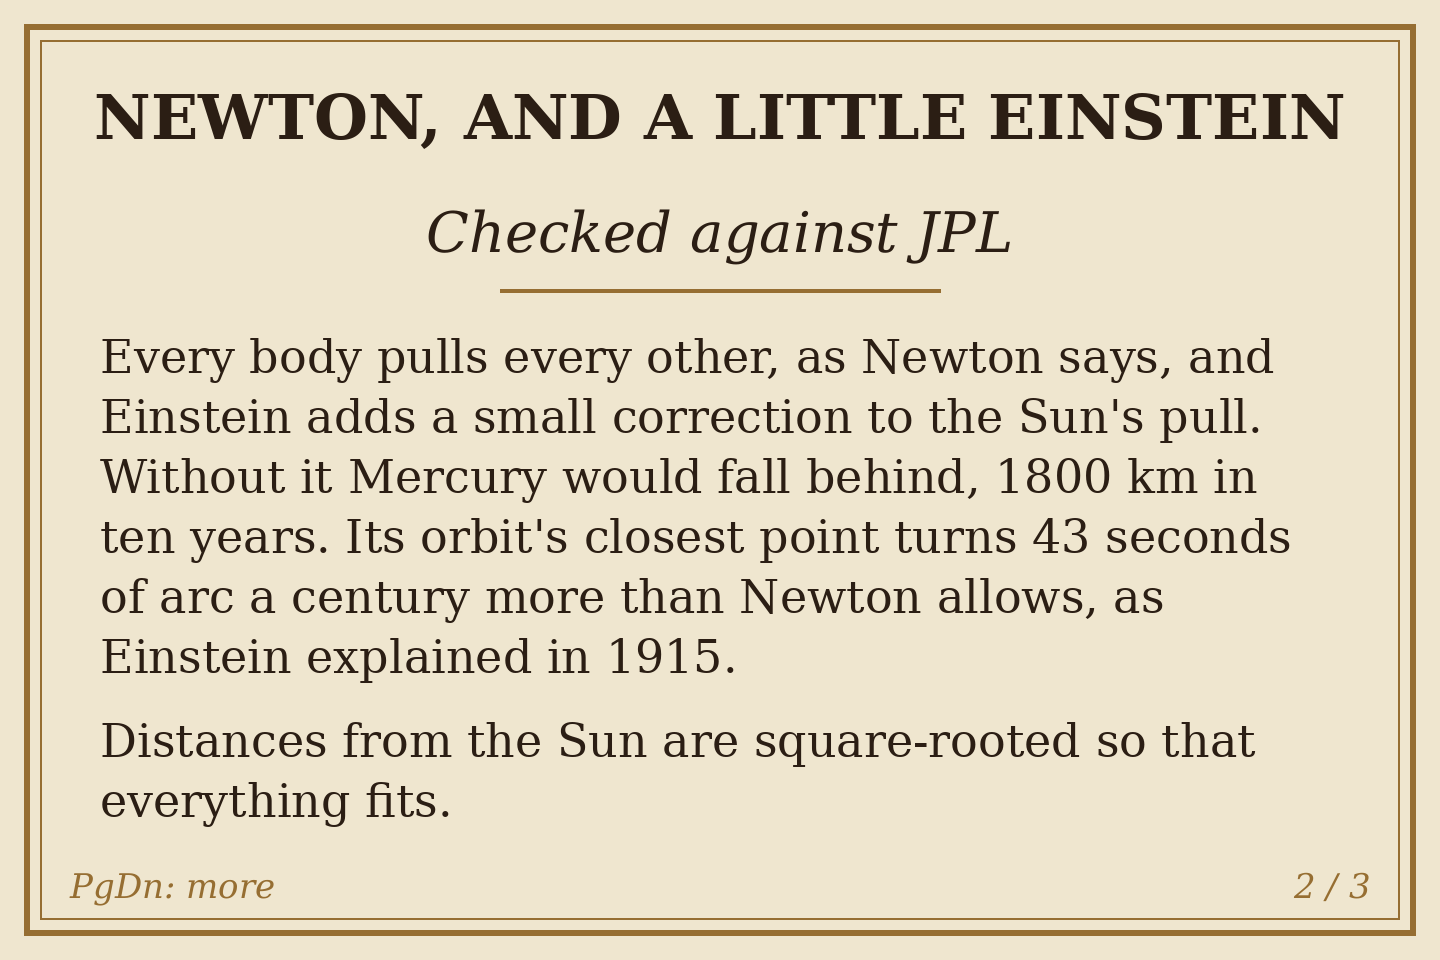 NEWTON, AND A LITTLE EINSTEIN
Checked against JPL
Every body pulls every other, as Newton says, and
Einstein adds a small correction to the Sun's pull.
Without it Mercury would fall behind, 1800 km in
ten years. Its orbit's closest point turns 43 seconds
of arc a century more than Newton allows, as
Einstein explained in 1915.
Distances from the Sun are square-rooted so that
everything fits.
PgDn: more
2 / 3